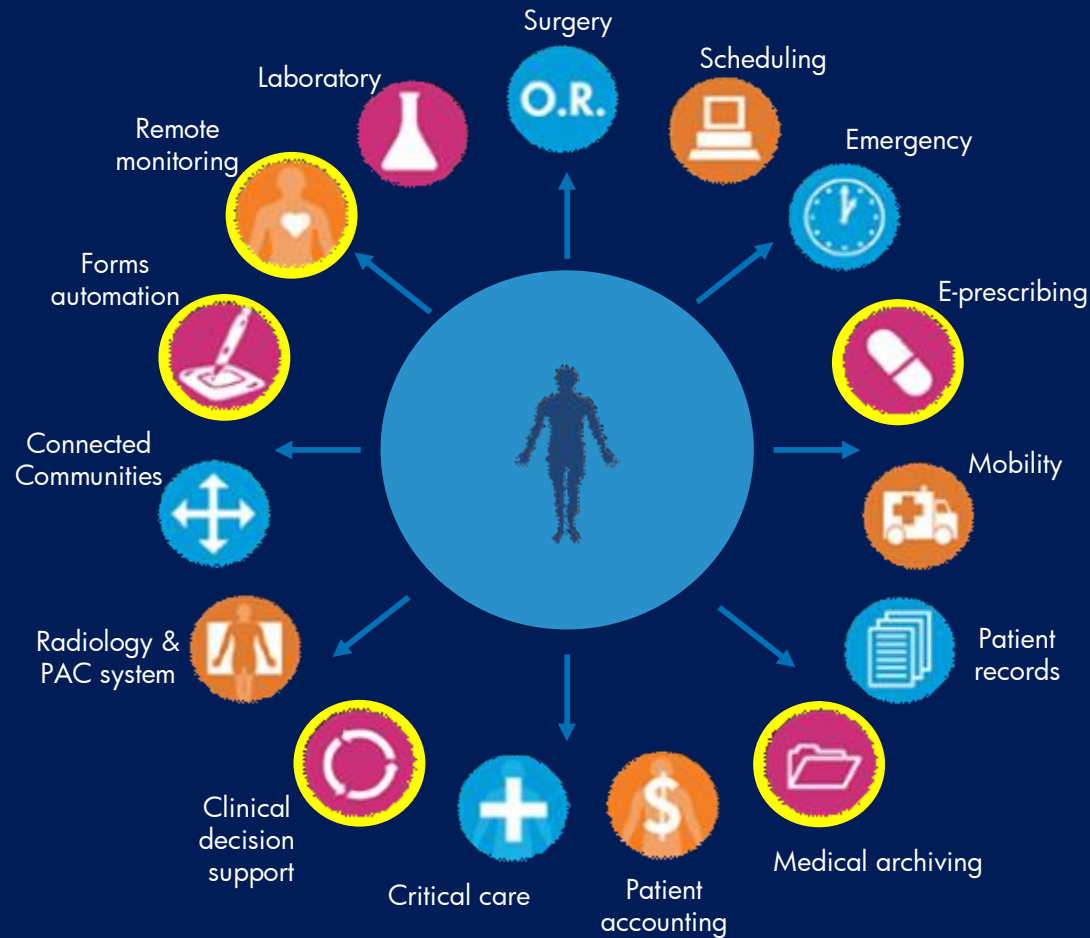 Surgery
O.R.
Scheduling
Emergency
E-prescribing
Mobility
Patient
records
Medical archiving
Patient
accounting
$
Critical care
Clinical
decision
support
Radiology &
PAC system
Connected
Communities
Forms
automation
Remote
monitoring
Laboratory